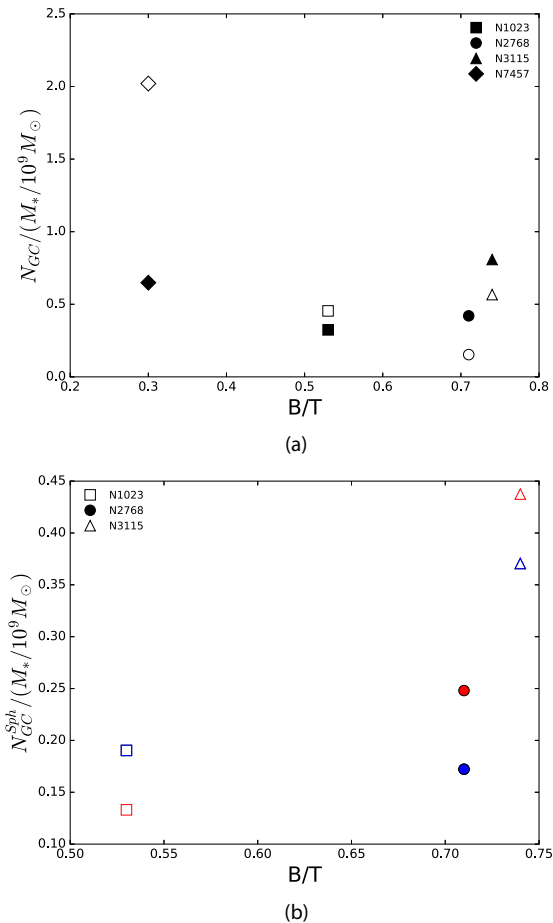 2.5
N1023
N2768
N3115
N7457
2.0
1.5
1.0
0.5
0.0
N_{GC}/(M_*/10^9 M_⊙)
0.2 0.3 0.4 0.5 0.6 0.7 0.8
B/T
(a)
0.45
N1023
N2768
N3115
0.40
0.35
0.30
0.25
0.20
0.15
0.10
N_{GC}^{Sph}/(M_*/10^9 M_⊙)
0.50 0.55 0.60 0.65 0.70 0.75
B/T
(b)